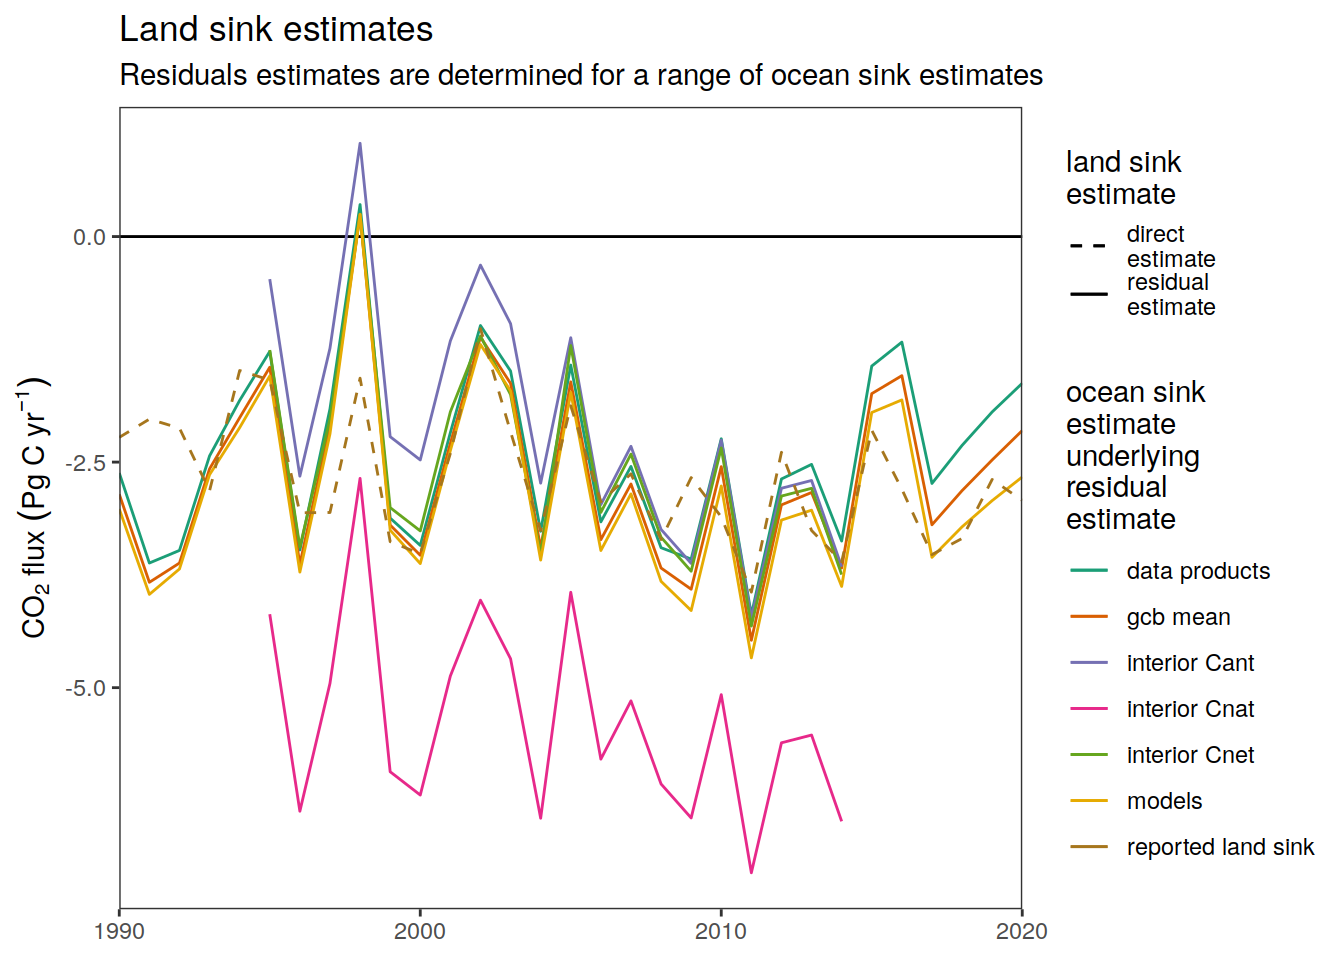 Land sink estimates
Residuals estimates are determined for a range of ocean sink estimates
CO₂ flux (Pg C yr⁻¹)
0.0
-2.5
-5.0
1990
2000
2010
2020
land sink
estimate
direct
estimate
residual
estimate
ocean sink
estimate
underlying
residual
estimate
data products
gcb mean
interior Cant
interior Cnat
interior Cnet
models
reported land sink